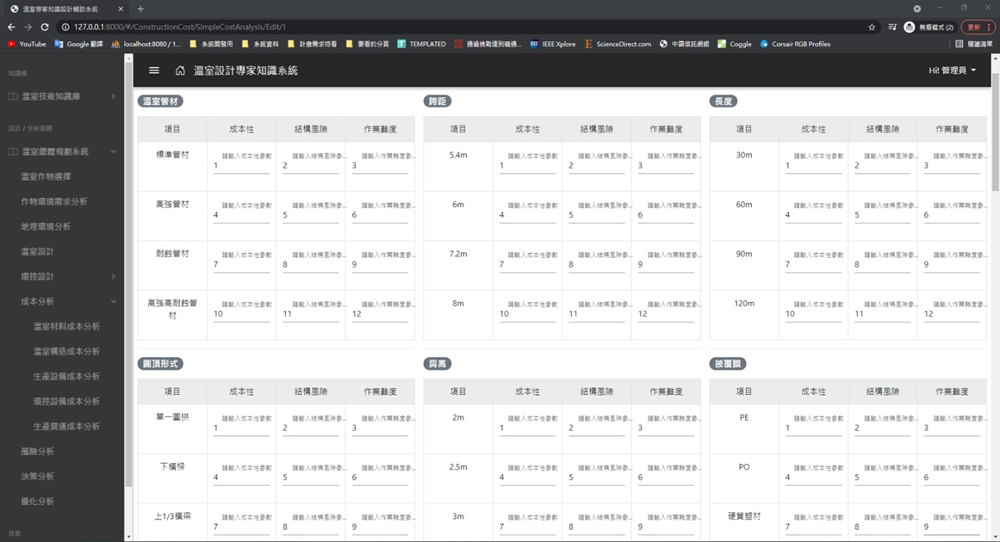 溫室專家知識設計輔助系統
127.0.0.1:8000/#/ConstructionCost/SimpleCostAnalysis/Edit/1
無痕模式 (2)
更新
YouTube
Google 翻譯
localhost:8080 / 1...
系統開發用
系統資料
計畫需求待看
要看的分頁
TEMPLATED
IEEE Xplore
ScienceDirect.com
中國信託網銀
Coggle
Corsair RGB Profiles
閱讀清單
知識庫
溫室技術知識庫
設計 / 分析規劃
溫室總體規劃系統
溫室作物選擇
作物環境需求分析
地理環境分析
溫室設計
環控設計
成本分析
溫室材料成本分析
溫室構造成本分析
生產設備成本分析
環控設備成本分析
生產營運成本分析
風險分析
決策分析
優化分析
其他
溫室設計專家知識系統
Hi! 管理員
溫室管材
項目 成本性 結構風險 作業難度
標準管材 請輸入成本性參數 請輸入結構風險參... 請輸入作業難度參...
1 2 3
高強管材 請輸入成本性參數 請輸入結構風險參... 請輸入作業難度參...
4 5 6
耐蝕管材 請輸入成本性參數 請輸入結構風險參... 請輸入作業難度參...
7 8 9
高強高耐蝕管材 請輸入成本性參數 請輸入結構風險參... 請輸入作業難度參...
10 11 12
跨距
項目 成本性 結構風險 作業難度
5.4m 請輸入成本性參數 請輸入結構風險參... 請輸入作業難度參...
1 2 3
6m 請輸入成本性參數 請輸入結構風險參... 請輸入作業難度參...
4 5 6
7.2m 請輸入成本性參數 請輸入結構風險參... 請輸入作業難度參...
7 8 9
8m 請輸入成本性參數 請輸入結構風險參... 請輸入作業難度參...
10 11 12
長度
項目 成本性 結構風險 作業難度
30m 請輸入成本性參數 請輸入結構風險參... 請輸入作業難度參...
1 2 3
60m 請輸入成本性參數 請輸入結構風險參... 請輸入作業難度參...
4 5 6
90m 請輸入成本性參數 請輸入結構風險參... 請輸入作業難度參...
7 8 9
120m 請輸入成本性參數 請輸入結構風險參... 請輸入作業難度參...
10 11 12
圓頂形式
項目 成本性 結構風險 作業難度
單一圓拱 請輸入成本性參數 請輸入結構風險參... 請輸入作業難度參...
1 2 3
下橫樑 請輸入成本性參數 請輸入結構風險參... 請輸入作業難度參...
4 5 6
上1/3橫梁 請輸入成本性參數 請輸入結構風險參... 請輸入作業難度參...
7 8 9
肩高
項目 成本性 結構風險 作業難度
2m 請輸入成本性參數 請輸入結構風險參... 請輸入作業難度參...
1 2 3
2.5m 請輸入成本性參數 請輸入結構風險參... 請輸入作業難度參...
4 5 6
3m 請輸入成本性參數 請輸入結構風險參... 請輸入作業難度參...
7 8 9
披覆膜
項目 成本性 結構風險 作業難度
PE 請輸入成本性參數 請輸入結構風險參... 請輸入作業難度參...
1 2 3
PO 請輸入成本性參數 請輸入結構風險參... 請輸入作業難度參...
4 5 6
硬質塑材 請輸入成本性參數 請輸入結構風險參... 請輸入作業難度參...
7 8 9